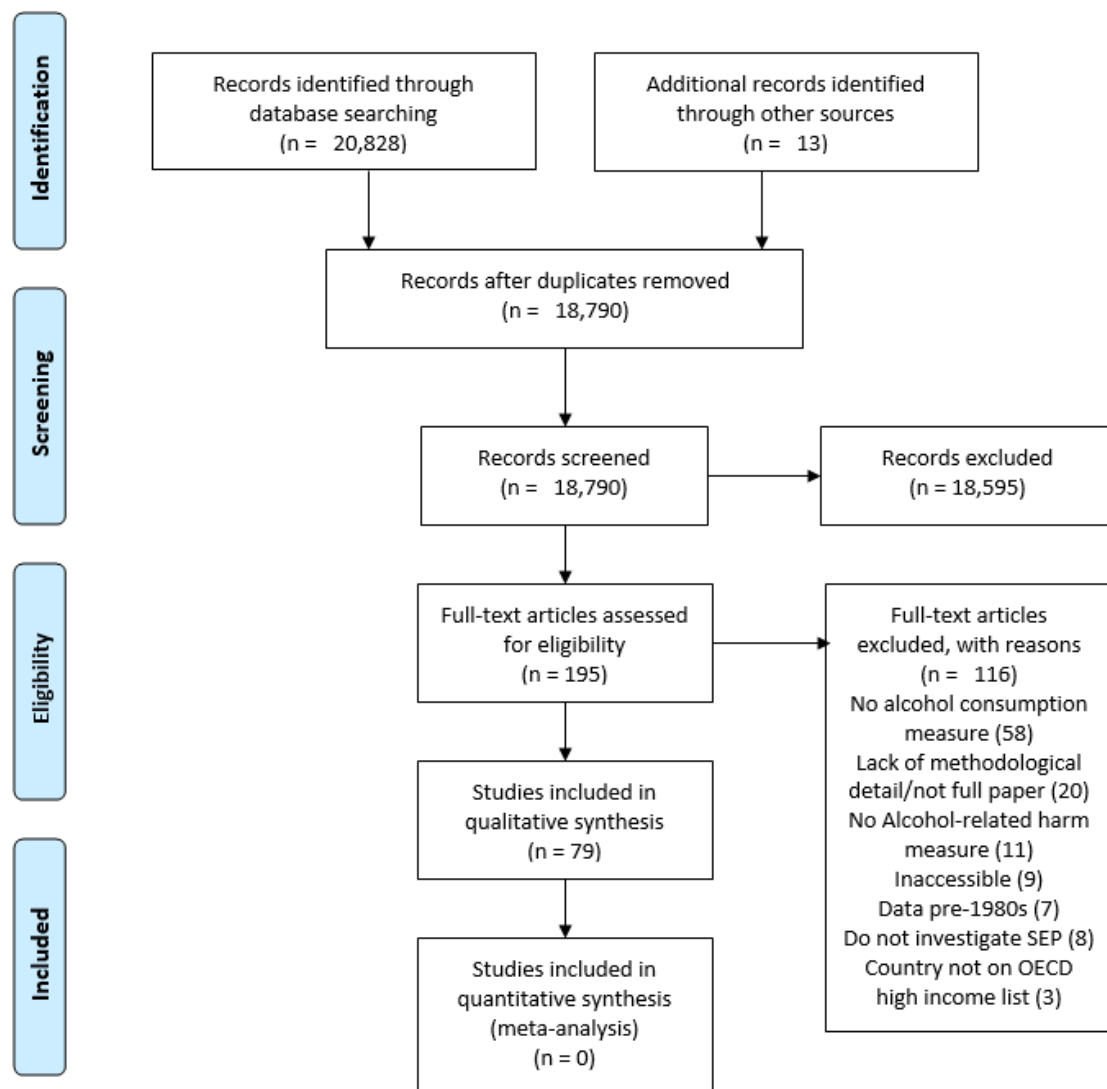 Identification
Records identified through
database searching
(n = 20,828)
Additional records identified
through other sources
(n = 13)
Records after duplicates removed
(n = 18,790)
Screening
Records screened
(n = 18,790)
Records excluded
(n = 18,595)
Eligibility
Full-text articles assessed
for eligibility
(n = 195)
Full-text articles
excluded, with reasons
(n = 116)
No alcohol consumption
measure (58)
Lack of methodological
detail/not full paper (20)
No Alcohol-related harm
measure (11)
Inaccessible (9)
Data pre-1980s (7)
Do not investigate SEP (8)
Country not on OECD
high income list (3)
Studies included in
qualitative synthesis
(n = 79)
Included
Studies included in
quantitative synthesis
(meta-analysis)
(n = 0)